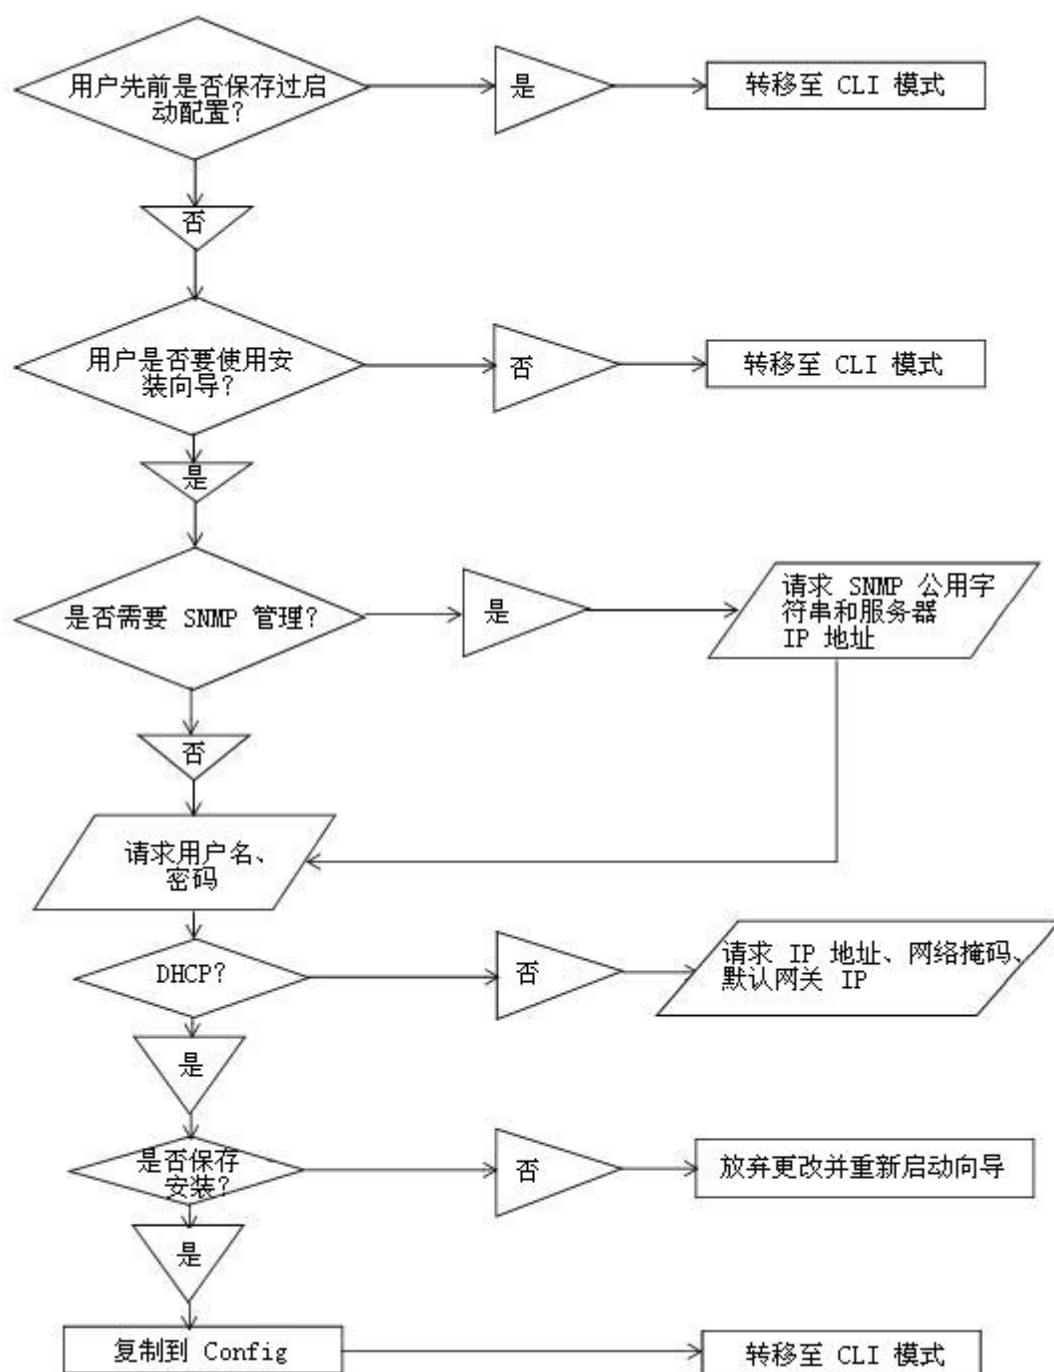 用户先前是否保存过启
动配置?
是
转移至 CLI 模式
否
用户是否要使用安
装向导?
否
转移至 CLI 模式
是
是否需要 SNMP 管理?
是
请求 SNMP 公用字
符串和服务器
IP 地址
否
请求用户名、
密码
DHCP?
否
请求 IP 地址、网络掩码、
默认网关 IP
是
是否保存
安装?
否
放弃更改并重新启动向导
是
复制到 Config
转移至 CLI 模式